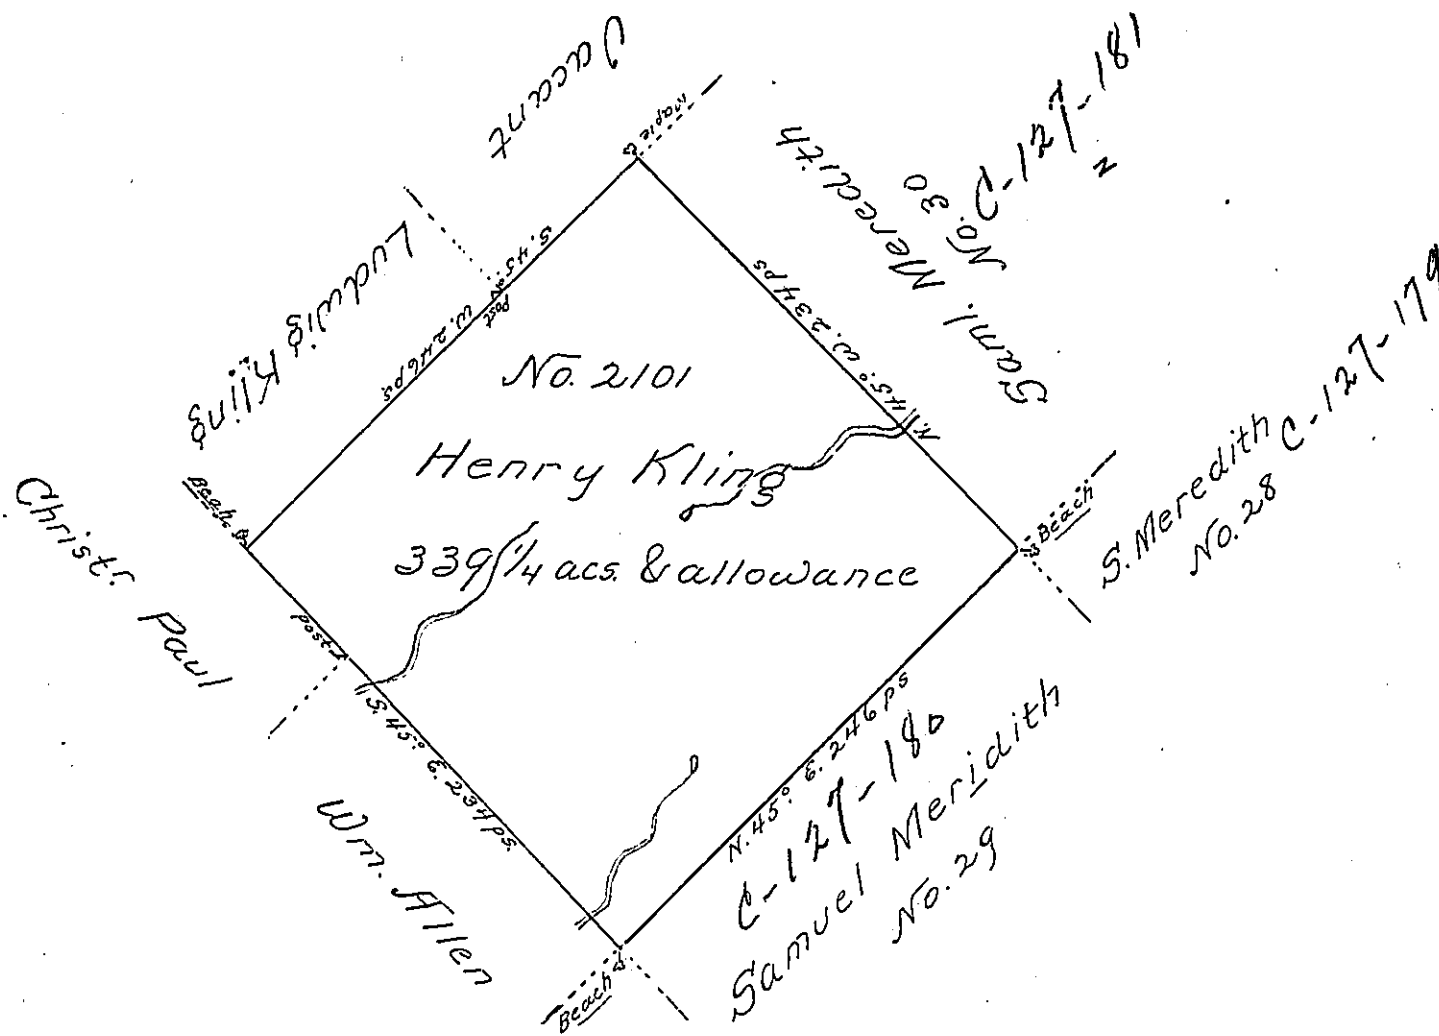 Vacant
Maple
Saml. Meredith
No. 30
C-127-181
Ludwig Kling
S. 45° W. 246 ps.
Post
N. 45° W. 234 ps
No. 2101
Henry Kling
339 1/4 acs. & allowance
Beach
Christr Paul
post
S. 45° E. 234 ps.
Wm. Allen
Beach
N. 45° E. 246 ps
C-127-180
Samuel Meridith
No. 29
Beach
S. Meredith C-127-179
No. 28